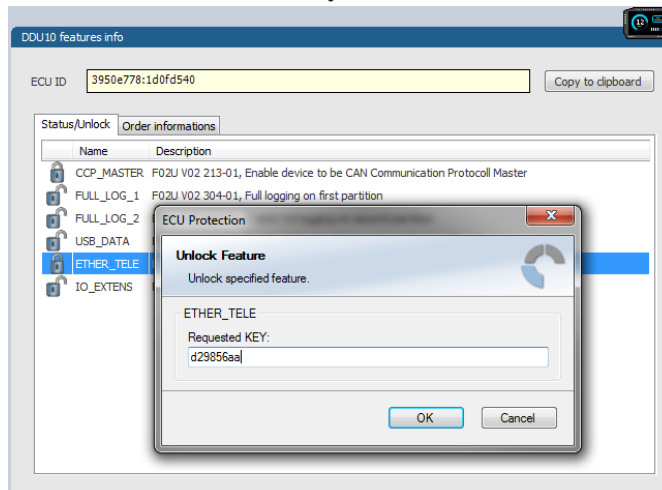 DDU10 features info
12
ECU ID 3950e778:1d0fd540 Copy to clipboard
Status/Unlock Order informations
Name Description
CCP_MASTER F02U V02 213-01, Enable device to be CAN Communication Protocoll Master
FULL_LOG_1 F02U V02 304-01, Full logging on first partition
FULL_LOG_2
USB_DATA
ETHER_TELE
IO_EXTENS
ECU Protection
Unlock Feature
Unlock specified feature.
ETHER_TELE
Requested KEY:
d29856aa
OK Cancel